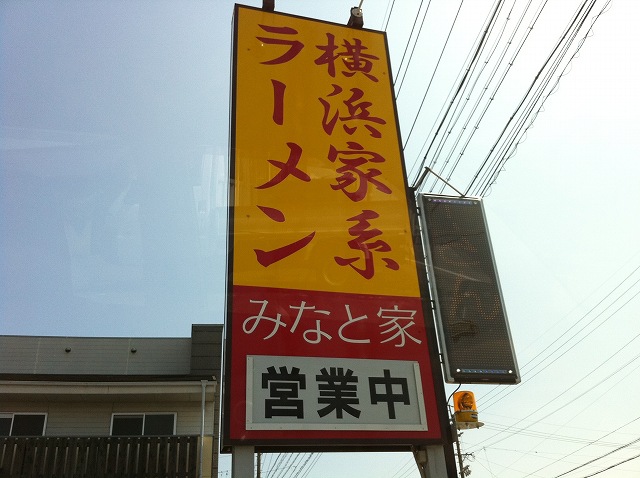 横浜家系
ラーメン
みなと家
営業中